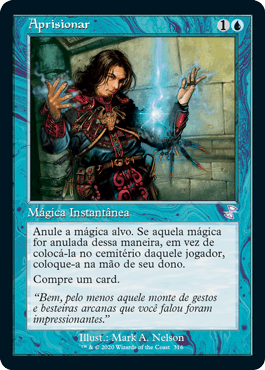 Aprisionar 1
Mágica Instantânea
Anule a mágica alvo. Se aquela mágica
for anulada dessa maneira, em vez de
colocá-la no cemitério daquele jogador,
coloque-a na mão de seu dono.
Compre um card.
“Bem, pelo menos aquele monte de gestos
e besteiras arcanas que você falou foram
impressionantes.”
Illus.: Mark A. Nelson
™ & © 2020 Wizards of the Coast 316